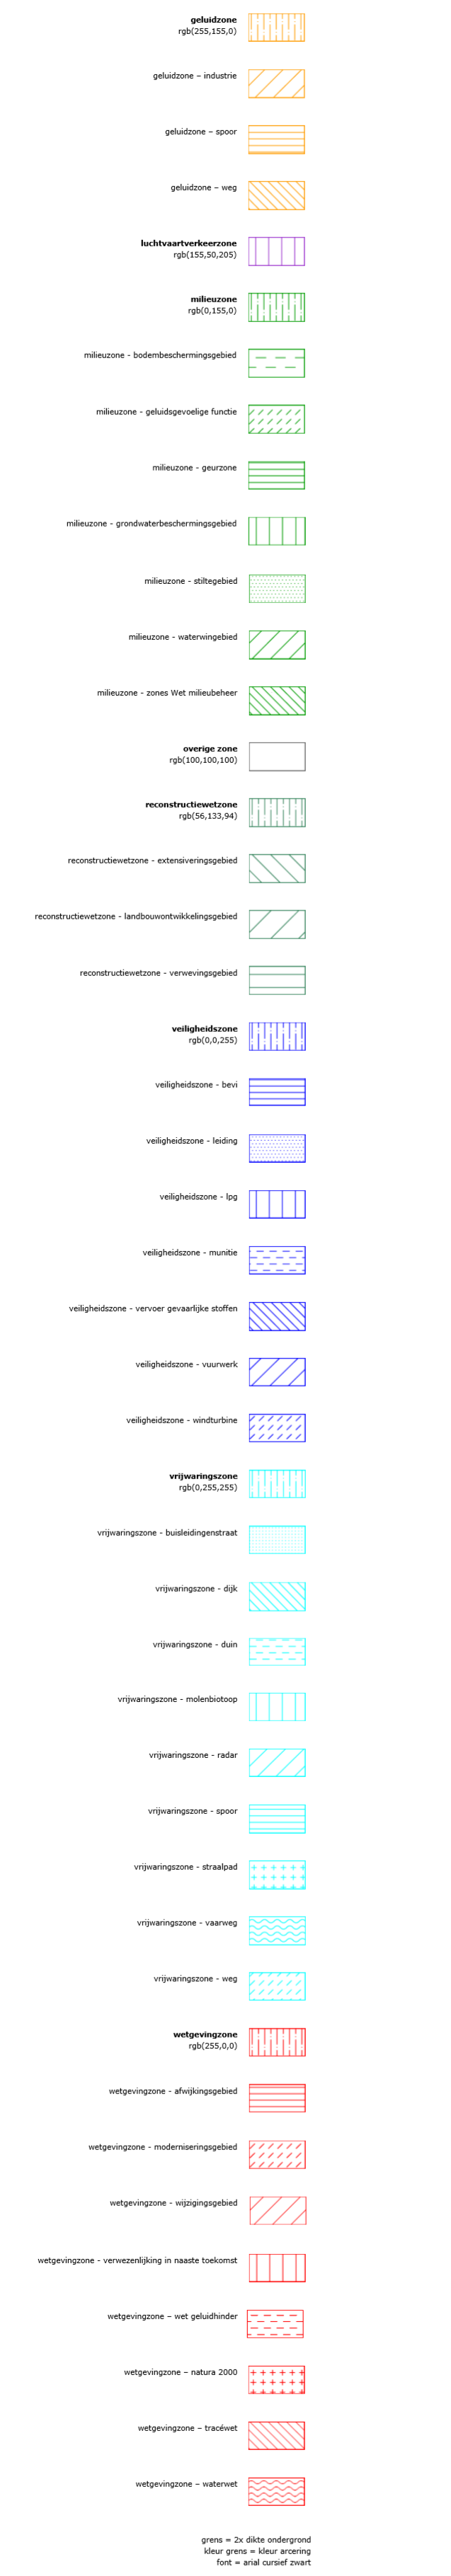 geluidzone
rgb(255,155,0)
geluidzone – industrie
geluidzone – spoor
geluidzone – weg
luchtvaartverkeerzone
rgb(155,50,205)
milieuzone
rgb(0,155,0)
milieuzone - bodembeschermingsgebied
milieuzone - geluidsgevoelige functie
milieuzone - geurzone
milieuzone - grondwaterbeschermingsgebied
milieuzone - stiltegebied
milieuzone - waterwingebied
milieuzone - zones Wet milieubeheer
overige zone
rgb(100,100,100)
reconstructiewetzone
rgb(56,133,94)
reconstructiewetzone - extensiveringsgebied
reconstructiewetzone - landbouwontwikkelingsgebied
reconstructiewetzone - verwevingsgebied
veiligheidszone
rgb(0,0,255)
veiligheidszone - bevi
veiligheidszone - leiding
veiligheidszone - lpg
veiligheidszone - munitie
veiligheidszone - vervoer gevaarlijke stoffen
veiligheidszone - vuurwerk
veiligheidszone - windturbine
vrijwaringszone
rgb(0,255,255)
vrijwaringszone - buisleidingenstraat
vrijwaringszone - dijk
vrijwaringszone - duin
vrijwaringszone - molenbiotoop
vrijwaringszone - radar
vrijwaringszone - spoor
vrijwaringszone - straalpad
vrijwaringszone - vaarweg
vrijwaringszone - weg
wetgevingzone
rgb(255,0,0)
wetgevingzone - afwijkingsgebied
wetgevingzone - moderniseringsgebied
wetgevingzone - wijzigingsgebied
wetgevingzone - verwezenlijking in naaste toekomst
wetgevingzone – wet geluidhinder
wetgevingzone – natura 2000
wetgevingzone – tracéwet
wetgevingzone – waterwet
grens = 2x dikte ondergrond
kleur grens = kleur arcering
font = arial cursief zwart